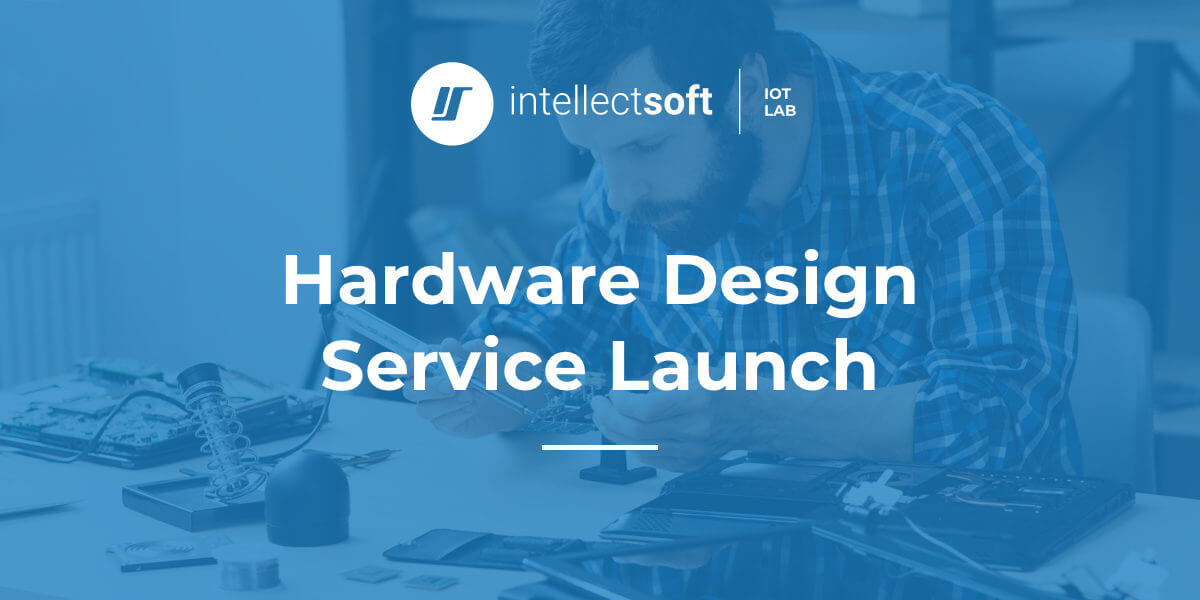 intellectsoft
IOT
LAB
Hardware Design
Service Launch